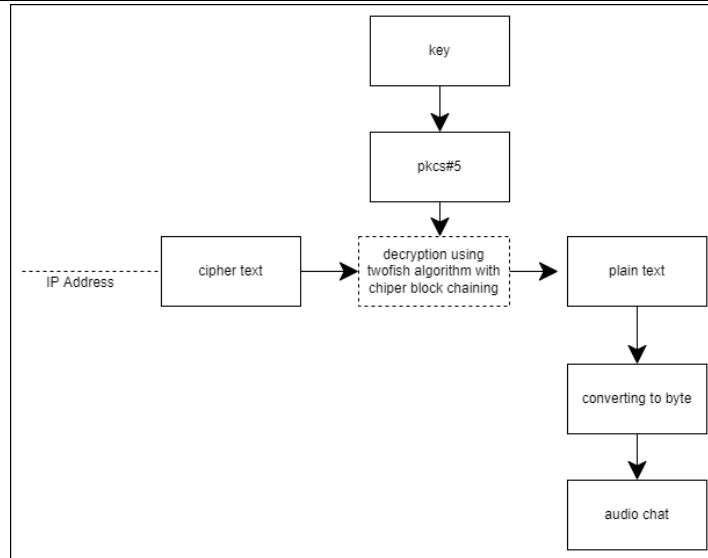 key
pkcs#5
cipher text
decryption using
twofish algorithm with
chiper block chaining
plain text
IP Address
converting to byte
audio chat